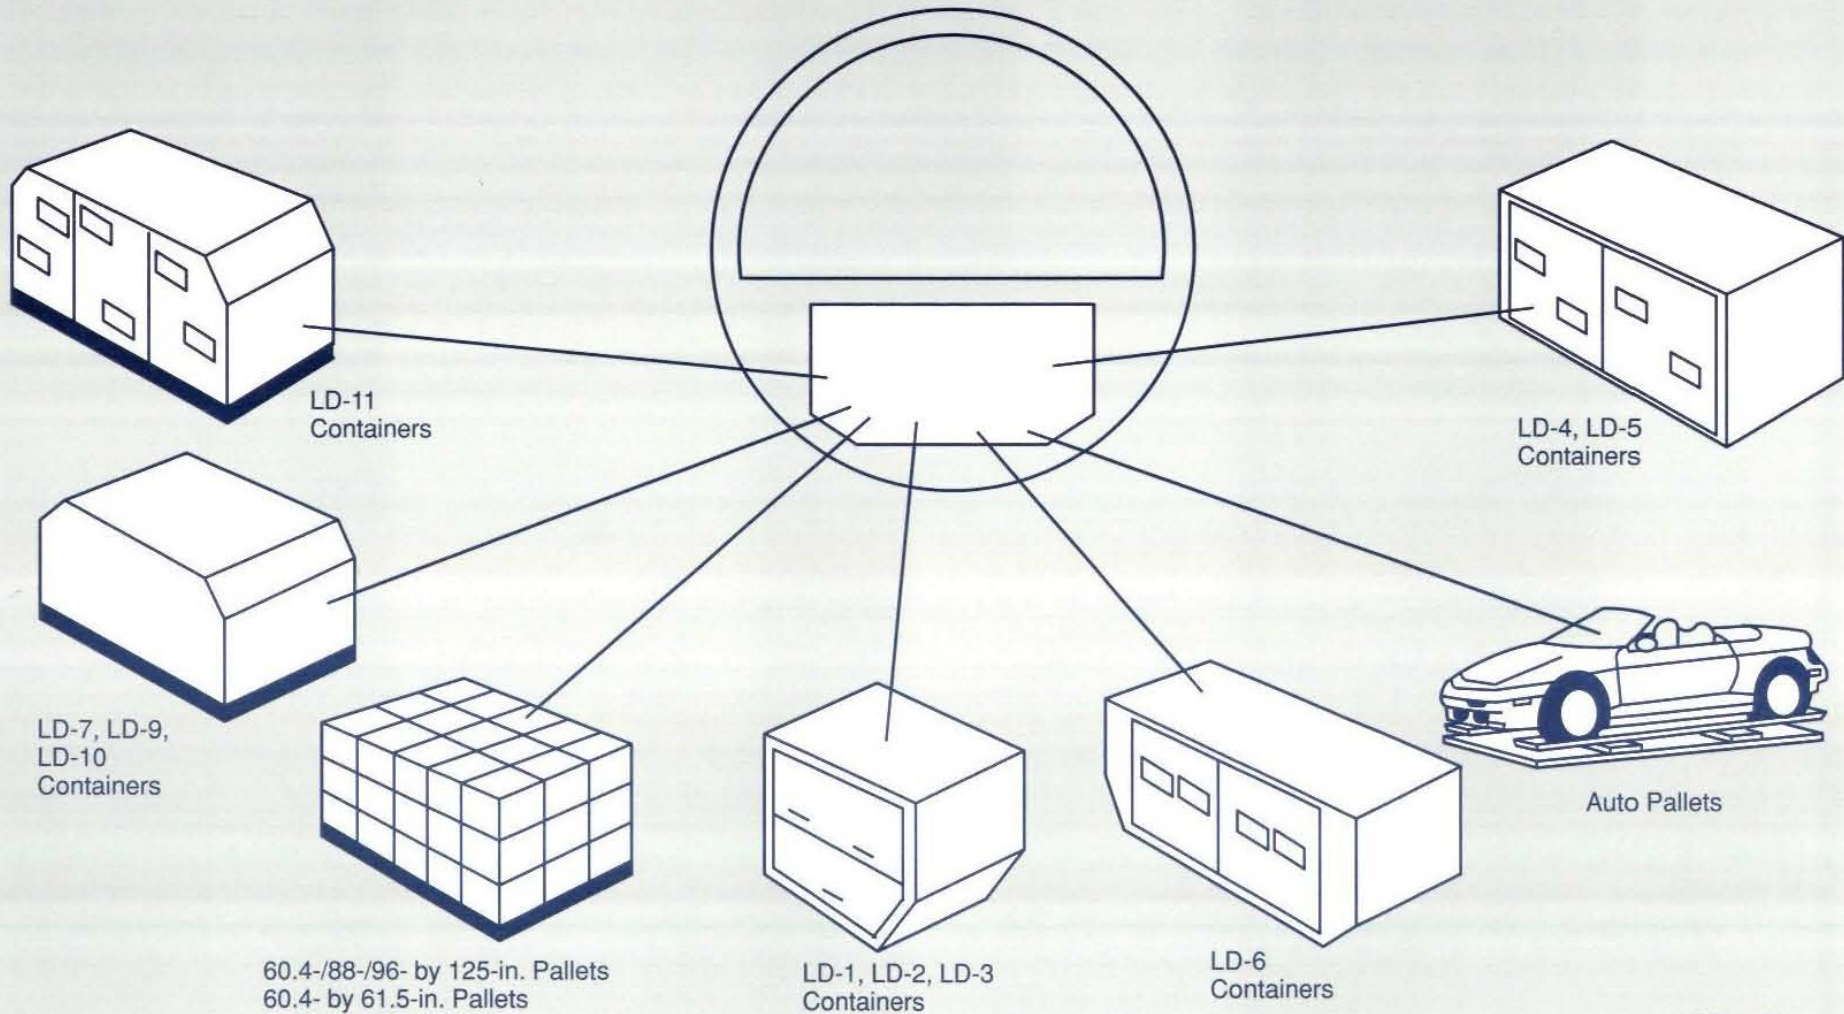 LD-11
Containers
LD-4, LD-5
Containers
LD-7, LD-9,
LD-10
Containers
Auto Pallets
60.4-/88-/96- by 125-in. Pallets
60.4- by 61.5-in. Pallets
LD-1, LD-2, LD-3
Containers
LD-6
Containers